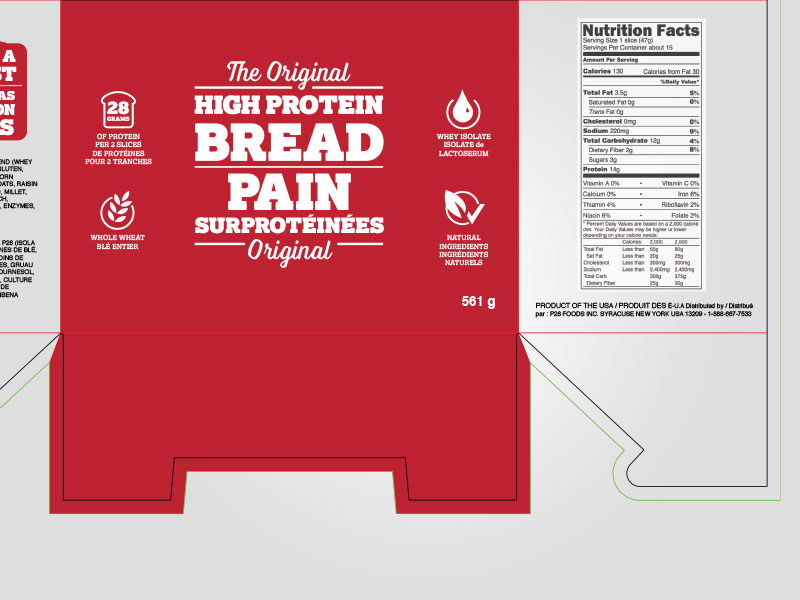 A
ST
AS
ON
S
END (WHEY
GLUTEN,
ORN
OATS, RAISIN
, MILLET,
CH,
, ENZYMES,
P28 (ISOLA
INES DE BLÉ,
DINS DE
ES, GRUAU
OURNESOL,
, CULTURE
DE
IBENA
28
GRAMS
OF PROTEIN
PER 2 SLICES
DE PROTÉINES
POUR 2 TRANCHES
WHOLE WHEAT
BLÉ ENTIER
The Original
HIGH PROTEIN
BREAD
PAIN
SURPROTÉINÉES
Original
WHEY ISOLATE
ISOLATE de
LACTOSERUM
NATURAL
INGREDIENTS
INGRÉDIENTS
NATURELS
561 g
Nutrition Facts
Serving Size 1 slice (47g)
Servings Per Container about 15
Amount Per Serving
Calories 130 Calories from Fat 30
%Daily Value*
Total Fat 3.5g 5%
Saturated Fat 0g 0%
Trans Fat 0g
Cholesterol 0mg 0%
Sodium 220mg 9%
Total Carbohydrate 12g 4%
Dietary Fiber 2g 8%
Sugars 3g
Protein 14g
Vitamin A 0% • Vitamin C 0%
Calcium 0% • Iron 6%
Thiamin 4% • Riboflavin 2%
Niacin 8% • Folate 2%
* Percent Daily Values are based on a 2,000 calorie
diet. Your Daily Values may be higher or lower
depending on your calorie needs:
Calories: 2,000 2,500
Total Fat Less than 65g 80g
Sat Fat Less than 20g 25g
Cholesterol Less than 300mg 300mg
Sodium Less than 2,400mg 2,400mg
Total Carb 300g 375g
Dietary Fiber 25g 30g
PRODUCT OF THE USA / PRODUIT DES É-U.A Distributed by / Distribué
par : P28 FOODS INC. SYRACUSE NEW YORK USA 13209 - 1-888-667-7533